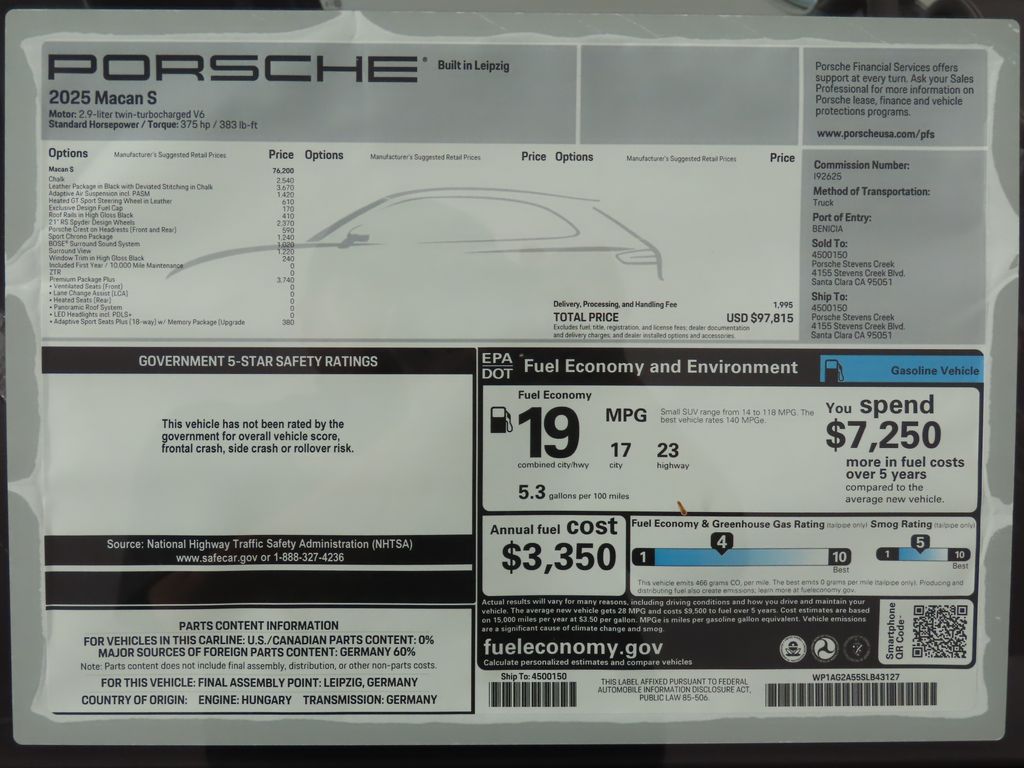 PORSCHE® Built in Leipzig
2025 Macan S
Motor: 2.9-liter twin-turbocharged V6
Standard Horsepower / Torque: 375 hp / 383 lb-ft
Porsche Financial Services offers
support at every turn. Ask your Sales
Professional for more information on
Porsche lease, finance and vehicle
protections programs.
www.porscheusa.com/pfs
Options Manufacturer's Suggested Retail Prices Price Options Manufacturer's Suggested Retail Prices Price Options Manufacturer's Suggested Retail Prices Price
Macan S 76,200
Chalk 2,540
Leather Package in Black with Deviated Stitching in Chalk 3,670
Adaptive Air Suspension incl. PASM 1,420
Heated GT Sport Steering Wheel in Leather 610
Exclusive Design Fuel Cap 170
Roof Rails in High Gloss Black 410
21" RS Spyder Design Wheels 2,370
Porsche Crest on Headrests (Front and Rear) 590
Sport Chrono Package 1,240
BOSE® Surround Sound System 1,020
Surround View 1,220
Window Trim in High Gloss Black 240
Included First Year / 10,000 Mile Maintenance 0
ZTR 0
Premium Package Plus 3,740
• Ventilated Seats (Front) 0
• Lane Change Assist (LCA) 0
• Heated Seats (Rear) 0
• Panoramic Roof System 0
• LED Headlights incl. PDLS+ 0
• Adaptive Sport Seats Plus (18-way) w/ Memory Package (Upgrade 380
Delivery, Processing, and Handling Fee 1,995
TOTAL PRICE USD $97,815
Excludes fuel, title, registration, and license fees; dealer documentation
and delivery charges; and dealer installed options and accessories.
Commission Number:
I92625
Method of Transportation:
Truck
Port of Entry:
BENICIA
Sold To:
4500150
Porsche Stevens Creek
4155 Stevens Creek Blvd.
Santa Clara CA 95051
Ship To:
4500150
Porsche Stevens Creek
4155 Stevens Creek Blvd.
Santa Clara CA 95051
GOVERNMENT 5-STAR SAFETY RATINGS
This vehicle has not been rated by the
government for overall vehicle score,
frontal crash, side crash or rollover risk.
Source: National Highway Traffic Safety Administration (NHTSA)
www.safecar.gov or 1-888-327-4236
PARTS CONTENT INFORMATION
FOR VEHICLES IN THIS CARLINE: U.S./CANADIAN PARTS CONTENT: 0%
MAJOR SOURCES OF FOREIGN PARTS CONTENT: GERMANY 60%
Note: Parts content does not include final assembly, distribution, or other non-parts costs.
FOR THIS VEHICLE: FINAL ASSEMBLY POINT: LEIPZIG, GERMANY
COUNTRY OF ORIGIN: ENGINE: HUNGARY TRANSMISSION: GERMANY
EPA
DOT
Fuel Economy and Environment
Gasoline Vehicle
Fuel Economy
19 MPG
combined city/hwy
17 city
23 highway
Small SUV range from 14 to 118 MPG. The
best vehicle rates 140 MPGe.
5.3 gallons per 100 miles
You spend
$7,250
more in fuel costs
over 5 years
compared to the
average new vehicle.
Annual fuel cost
$3,350
Fuel Economy & Greenhouse Gas Rating (tailpipe only)
4
1 10
Best
Smog Rating (tailpipe only)
5
1 10
Best
This vehicle emits 466 grams CO₂ per mile. The best emits 0 grams per mile (tailpipe only). Producing and
distributing fuel also create emissions; learn more at fueleconomy.gov.
Actual results will vary for many reasons, including driving conditions and how you drive and maintain your
vehicle. The average new vehicle gets 28 MPG and costs $9,500 to fuel over 5 years. Cost estimates are based
on 15,000 miles per year at $3.50 per gallon. MPGe is miles per gasoline gallon equivalent. Vehicle emissions
are a significant cause of climate change and smog.
fueleconomy.gov
Calculate personalized estimates and compare vehicles
Smartphone
QR Code™
Ship To: 4500150
THIS LABEL AFFIXED PURSUANT TO FEDERAL
AUTOMOBILE INFORMATION DISCLOSURE ACT,
PUBLIC LAW 85-506.
WP1AG2A55SLB43127